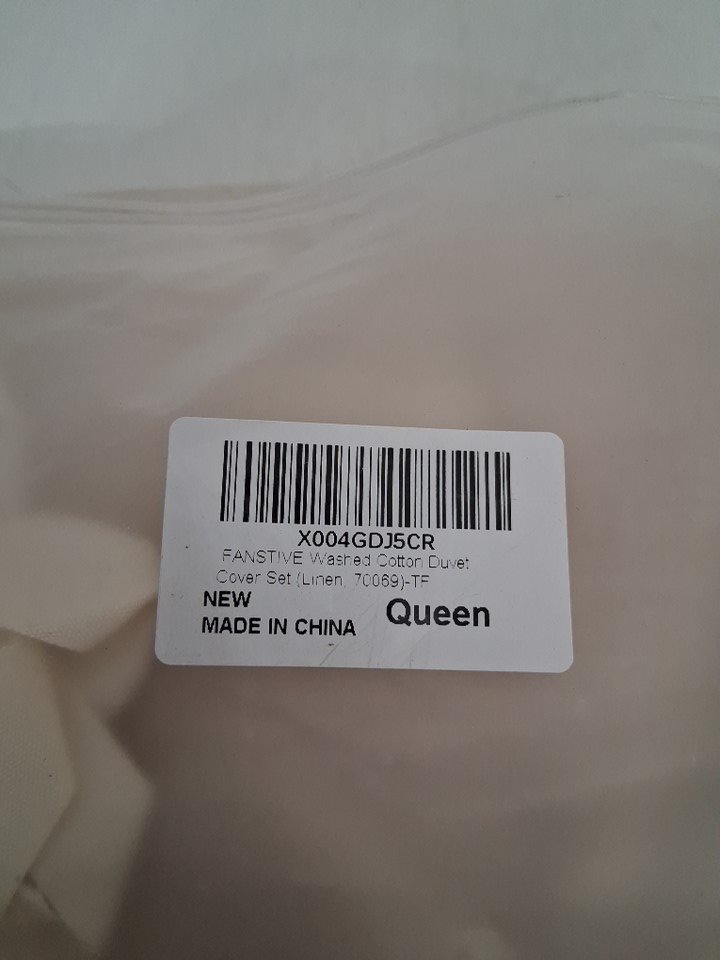 X004GDJ5CR
FANSTIVE Washed Cotton Duvet
Cover Set (Linen, 70069)-TF
NEW
MADE IN CHINA
Queen